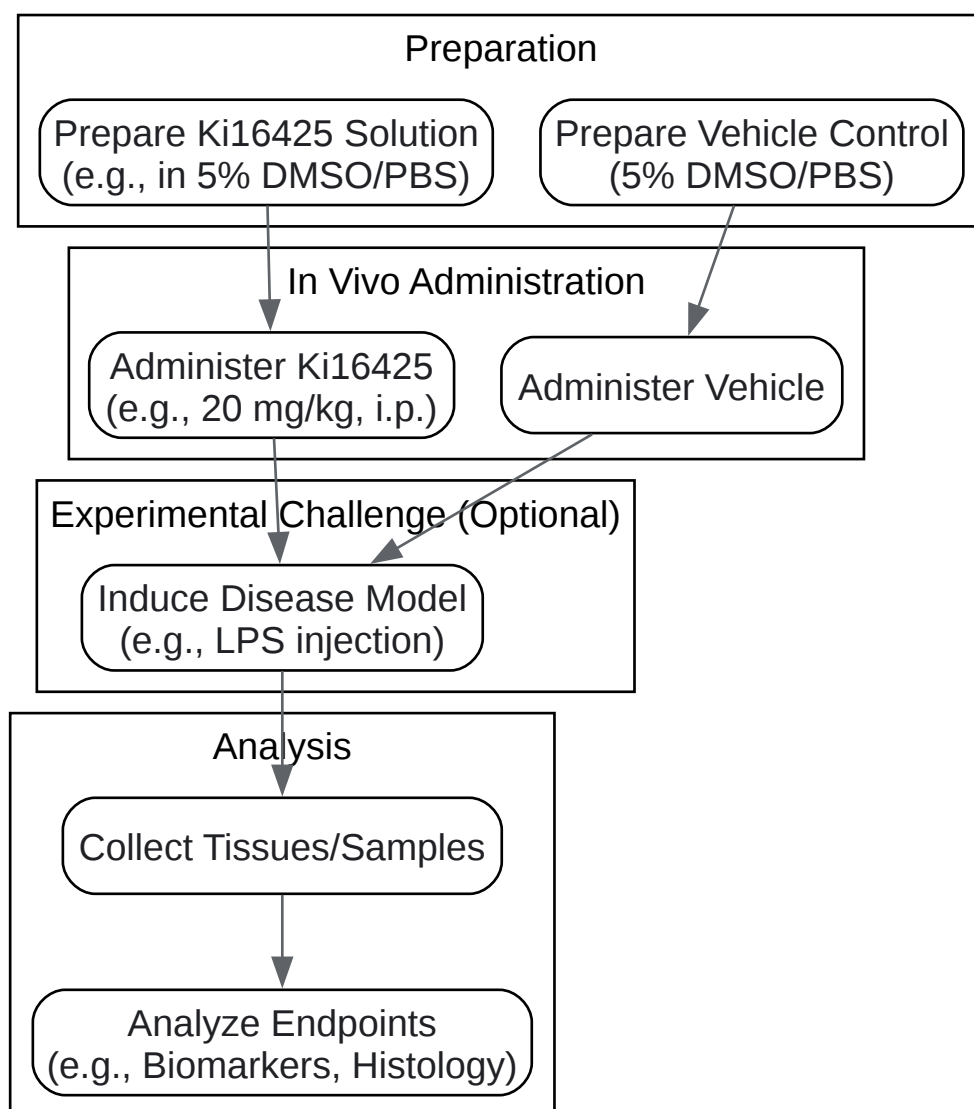 Preparation
Prepare Ki16425 Solution
(e.g., in 5% DMSO/PBS)
Prepare Vehicle Control
(5% DMSO/PBS)
In Vivo Administration
Administer Ki16425
(e.g., 20 mg/kg, i.p.)
Administer Vehicle
Experimental Challenge (Optional)
Induce Disease Model
(e.g., LPS injection)
Analysis
Collect Tissues/Samples
Analyze Endpoints
(e.g., Biomarkers, Histology)